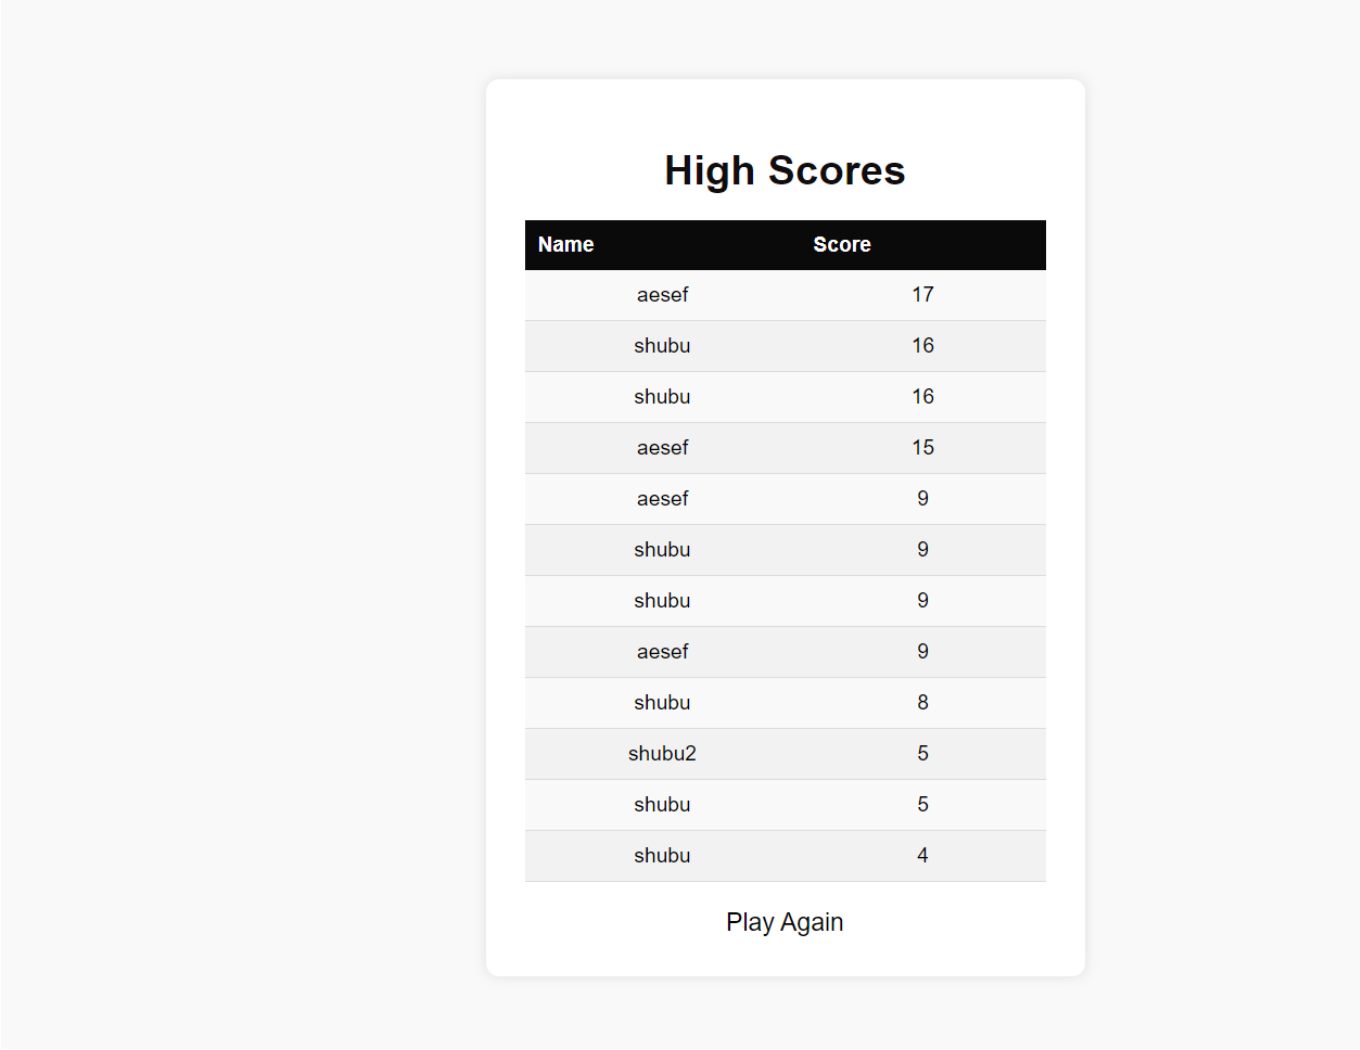 High Scores
Name Score
aesef 17
shubu 16
shubu 16
aesef 15
aesef 9
shubu 9
shubu 9
aesef 9
shubu 8
shubu2 5
shubu 5
shubu 4
Play Again